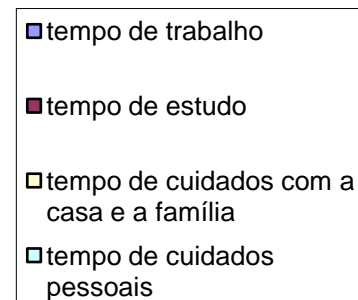 tempo de trabalho
tempo de estudo
tempo de cuidados com a
casa e a família
tempo de cuidados
pessoais